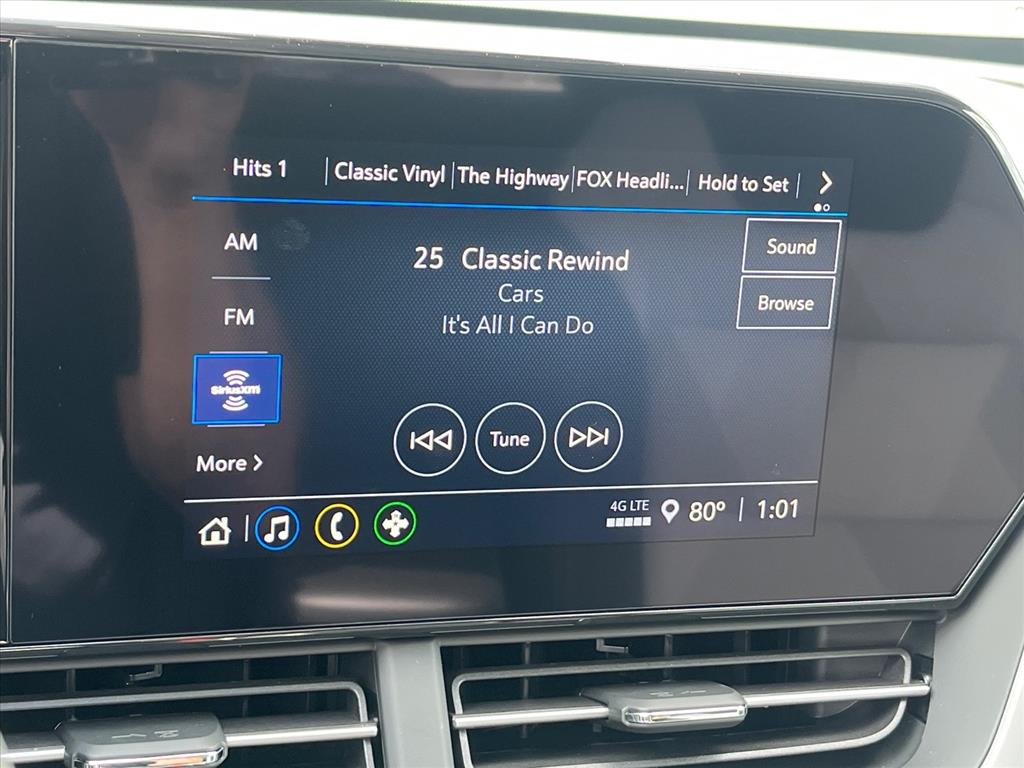 Hits 1 Classic Vinyl The Highway FOX Headli... Hold to Set
AM
25 Classic Rewind
Sound
Cars
Browse
FM
It's All I Can Do
SiriusXM
Tune
More
4G LTE
80° 1:01